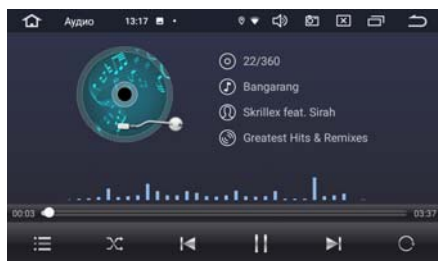 Аудио 13:17
22/360
Bangarang
Skrillex feat. Sirah
Greatest Hits & Remixes
00:03 03:37